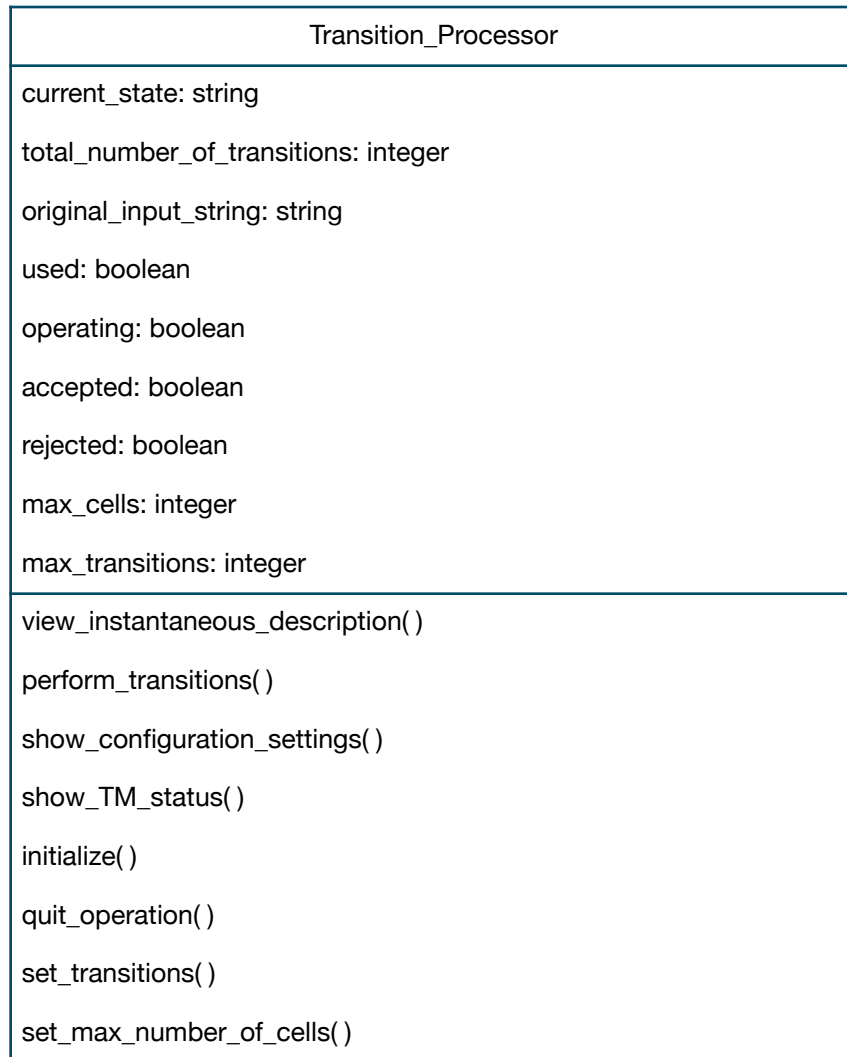 Transition_Processor
current_state: string
total_number_of_transitions: integer
original_input_string: string
used: boolean
operating: boolean
accepted: boolean
rejected: boolean
max_cells: integer
max_transitions: integer
view_instantaneous_description( )
perform_transitions( )
show_configuration_settings( )
show_TM_status( )
initialize( )
quit_operation( )
set_transitions( )
set_max_number_of_cells( )